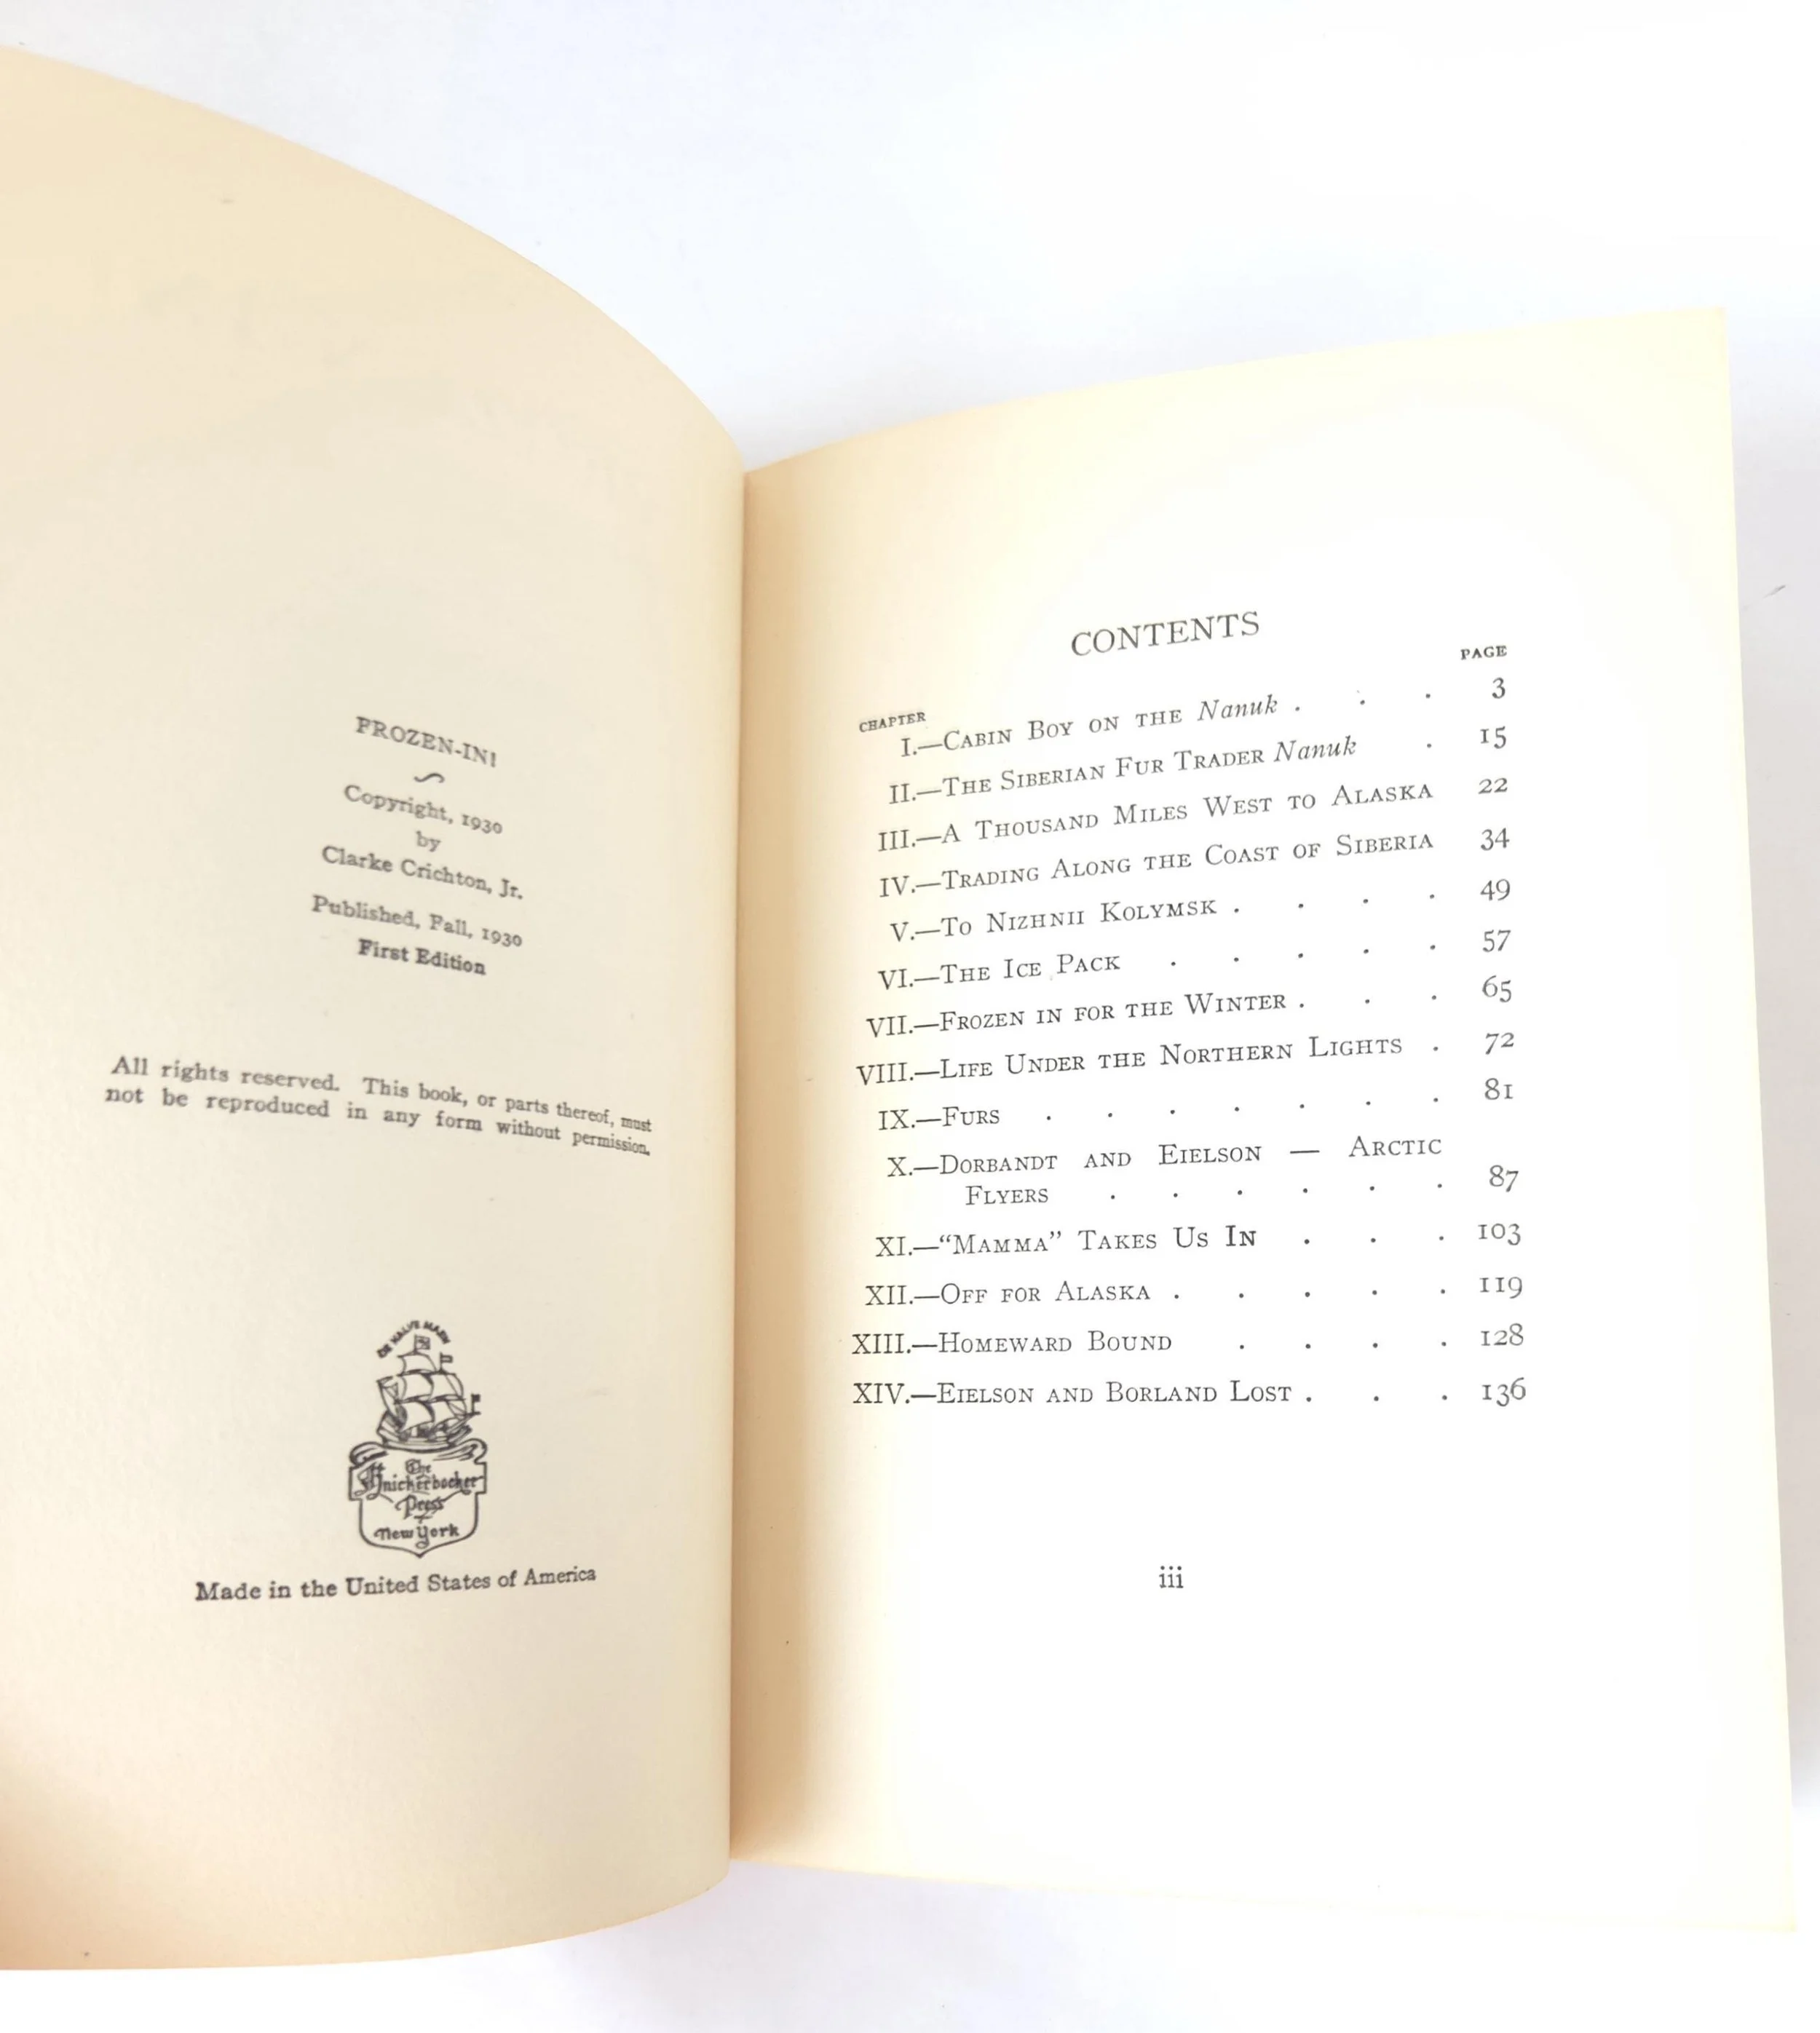 FROZEN-IN!
Copyright, 1930
by
Clarke Crichton, Jr.
Published, Fall, 1930
First Edition
All rights reserved. This book, or parts thereof, must
not be reproduced in any form without permission.
The
Knickerbocker
Press
New York
Made in the United States of America
CONTENTS
CHAPTER PAGE
I.—CABIN BOY ON THE Nanuk . . . 3
II.—THE SIBERIAN FUR TRADER Nanuk . 15
III.—A THOUSAND MILES WEST TO ALASKA 22
IV.—TRADING ALONG THE COAST OF SIBERIA 34
V.—TO NIZHNII KOLYMSK . . . . 49
VI.—THE ICE PACK . . . . . 57
VII.—FROZEN IN FOR THE WINTER . . . 65
VIII.—LIFE UNDER THE NORTHERN LIGHTS . 72
IX.—FURS . . . . . . . 81
X.—DORBANDT AND EIELSON — ARCTIC
FLYERS . . . . . . 87
XI.—“MAMMA” TAKES US IN . . . 103
XII.—OFF FOR ALASKA . . . . . 119
XIII.—HOMEWARD BOUND . . . . 128
XIV.—EIELSON AND BORLAND LOST . . . 136
iii